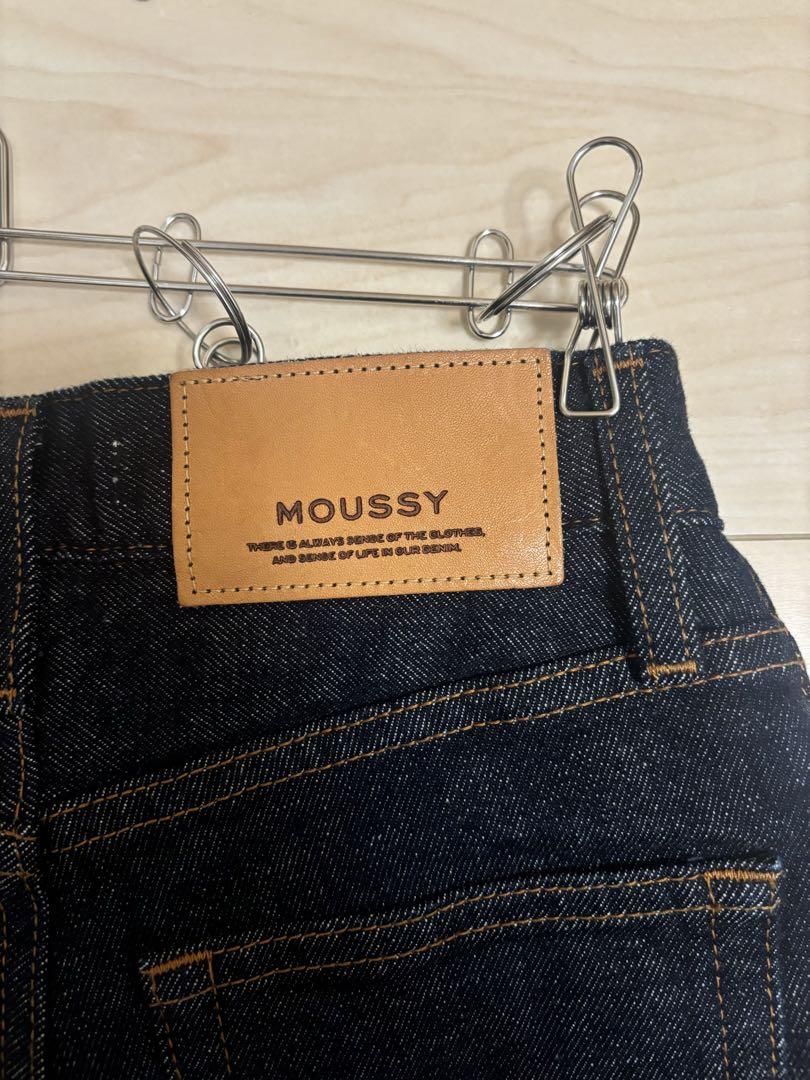 MOUSSY
THERE IS ALWAYS SENSE OF THE CLOTHES,
AND SENSE OF LIFE IN OUR DENIM.